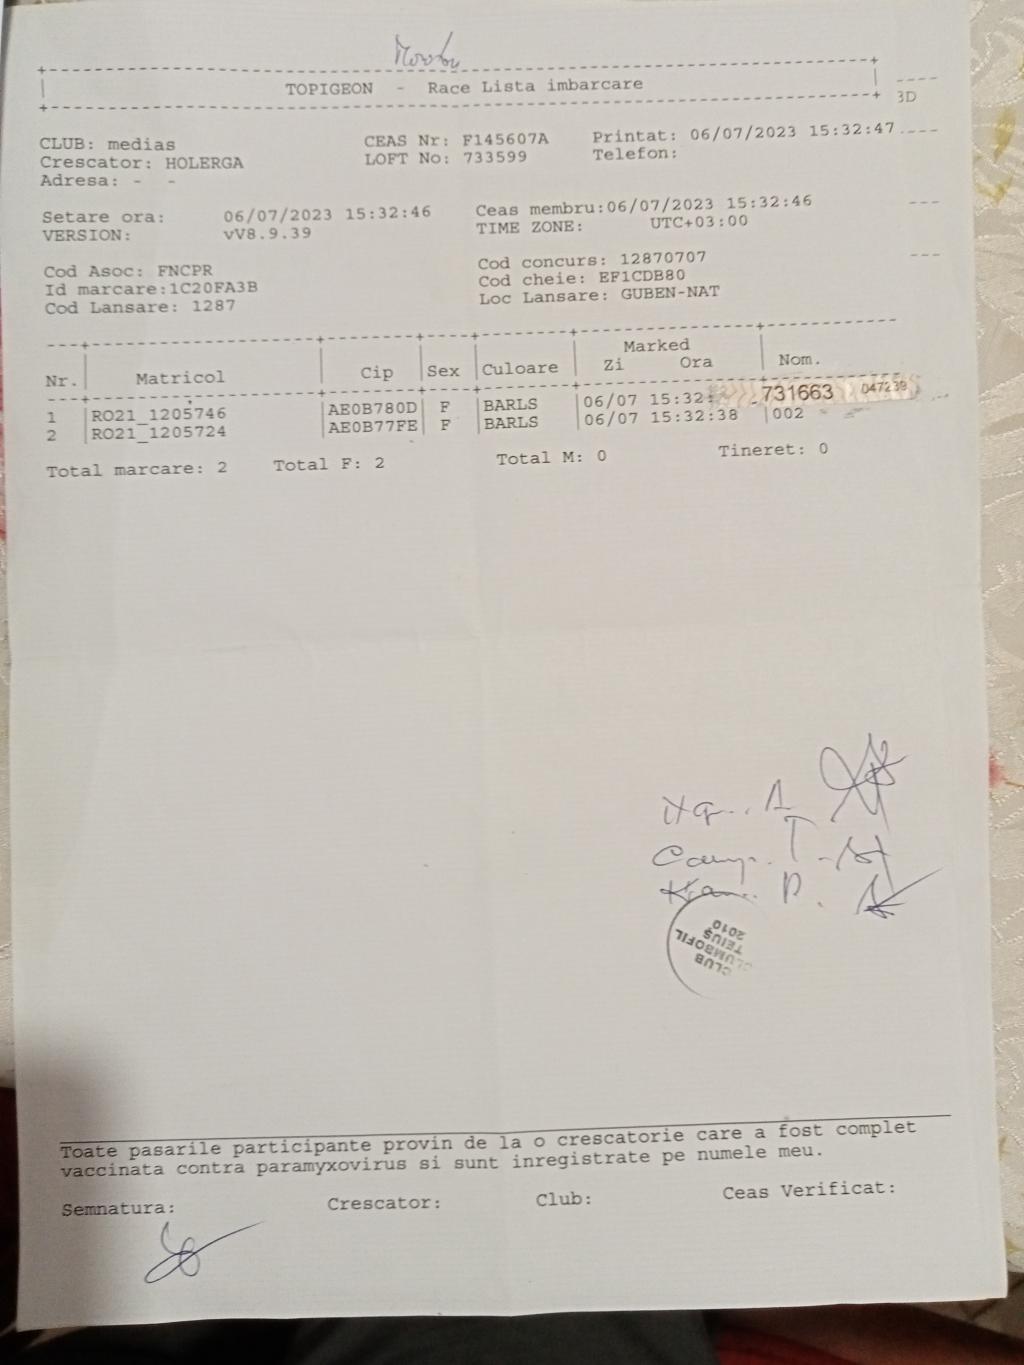 TOPIGEON - Race Lista imbarcare
3D
CLUB: medias CEAS Nr: F145607A Printat: 06/07/2023 15:32:47
Crescator: HOLERGA LOFT No: 733599 Telefon:
Adresa: - -
Setare ora: 06/07/2023 15:32:46 Ceas membru:06/07/2023 15:32:46
VERSION: vV8.9.39 TIME ZONE: UTC+03:00
Cod Asoc: FNCPR Cod concurs: 12870707
Id marcare:1C20FA3B Cod cheie: EF1CDB80
Cod Lansare: 1287 Loc Lansare: GUBEN-NAT
Marked
Nr. Matricol Cip Sex Culoare Zi Ora Nom.
1 RO21_1205746 AE0B780D F BARLS 06/07 15:32: 731663 047239
2 RO21_1205724 AE0B77FE F BARLS 06/07 15:32:38 002
Total marcare: 2 Total F: 2 Total M: 0 Tineret: 0
CLUB
TEIUȘ
2010
Toate pasarile participante provin de la o crescatorie care a fost complet
vaccinata contra paramyxovirus si sunt inregistrate pe numele meu.
Semnatura: Crescator: Club: Ceas Verificat: